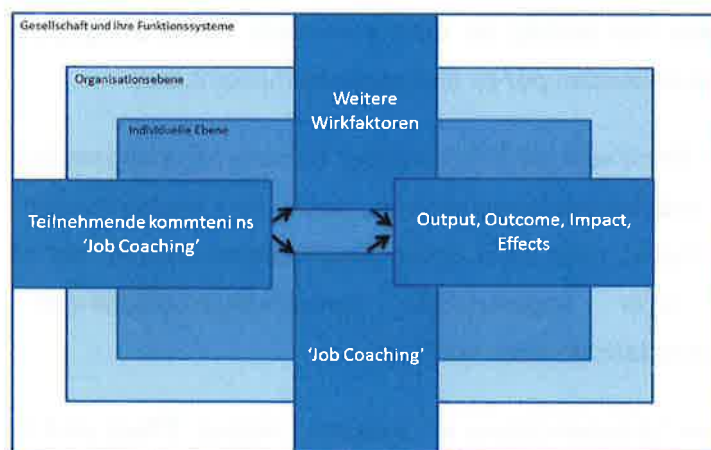 Gesellschaft und ihre Funktionssysteme
Organisationsebene
Individuelle Ebene
Weitere
Wirkfaktoren
Teilnehmende kommteni ns
'Job Coaching'
Output, Outcome, Impact,
Effects
'Job Coaching'